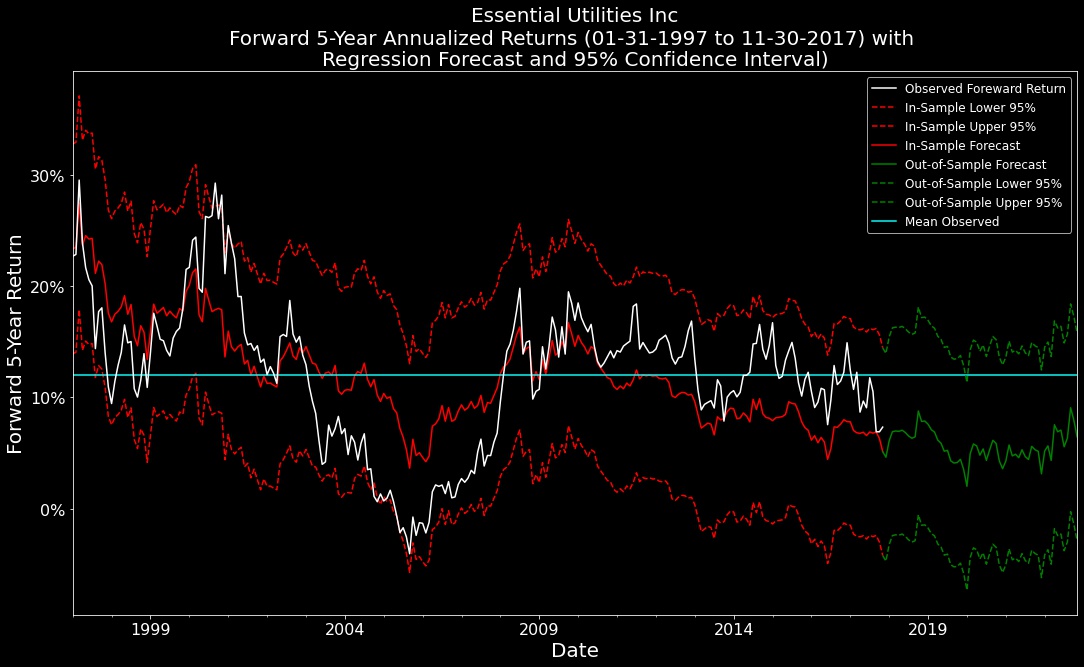 Essential Utilities Inc
Forward 5-Year Annualized Returns (01-31-1997 to 11-30-2017) with
Regression Forecast and 95% Confidence Interval)
Observed Foreward Return
In-Sample Lower 95%
In-Sample Upper 95%
In-Sample Forecast
Out-of-Sample Forecast
Out-of-Sample Lower 95%
Out-of-Sample Upper 95%
Mean Observed
Forward 5-Year Return
30%
20%
10%
0%
1999
2004
2009
2014
2019
Date